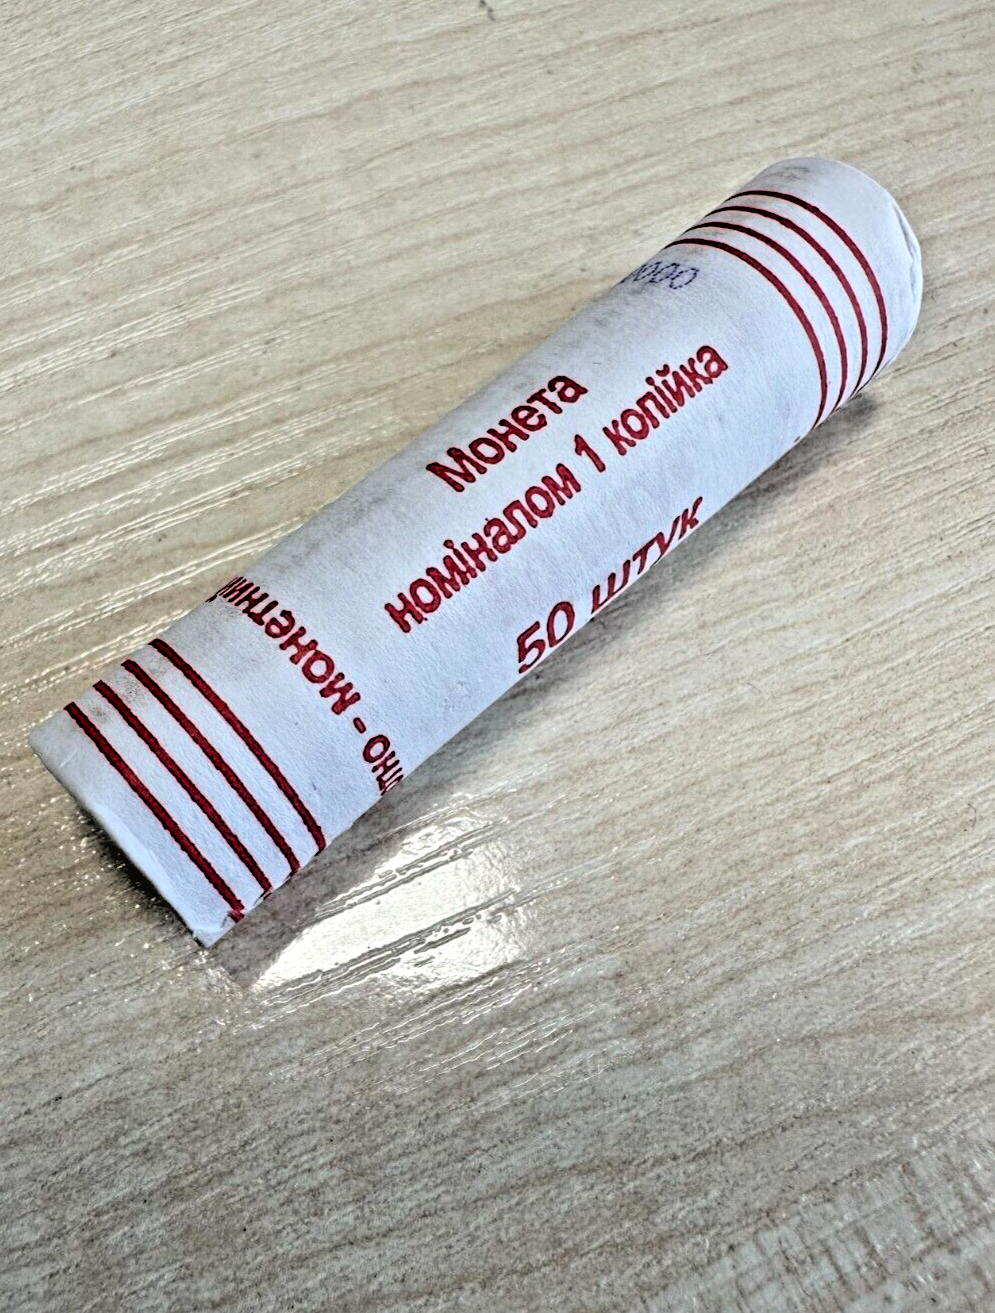 Монета
номіналом 1 копійка
50 штук